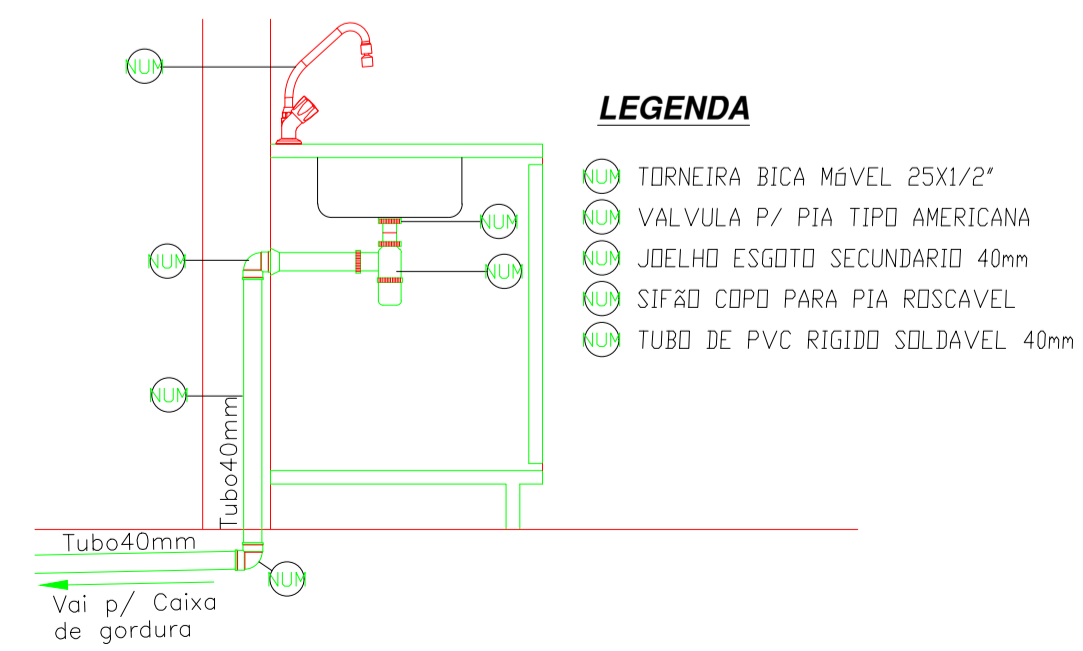 NUM
LEGENDA
NUM TORNEIRA BICA MóVEL 25X1/2"
NUM VALVULA P/ PIA TIPO AMERICANA
NUM JOELHO ESGOTO SECUNDARIO 40mm
NUM SIFãO COPO PARA PIA ROSCAVEL
NUM TUBO DE PVC RIGIDO SOLDAVEL 40mm
NUM
NUM
NUM
NUM
Tubo40mm
Tubo40mm
NUM
Vai p/ Caixa
de gordura